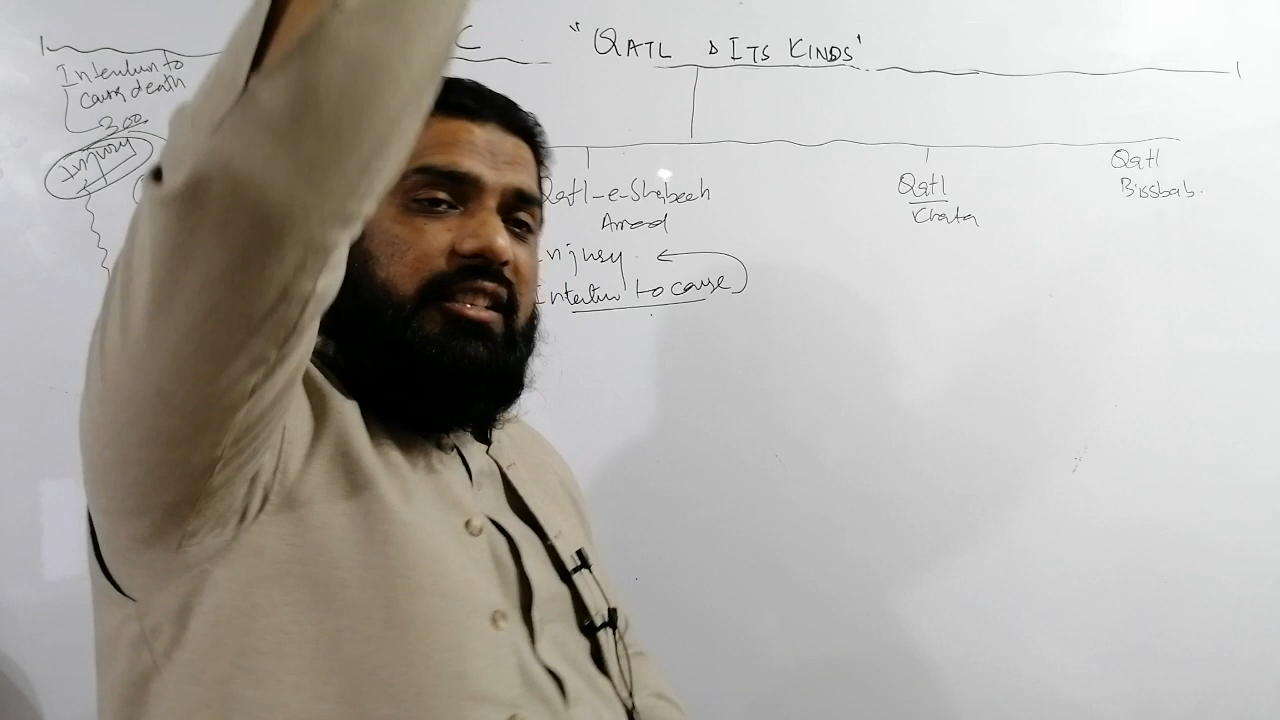 C "QATL & ITS KINDS"
Intention to
cause death
300
Injury
Qatl-e-Shebeeh
Amad
Injury
Intention to cause
Qatl
Khata
Qatl
Bissbab.